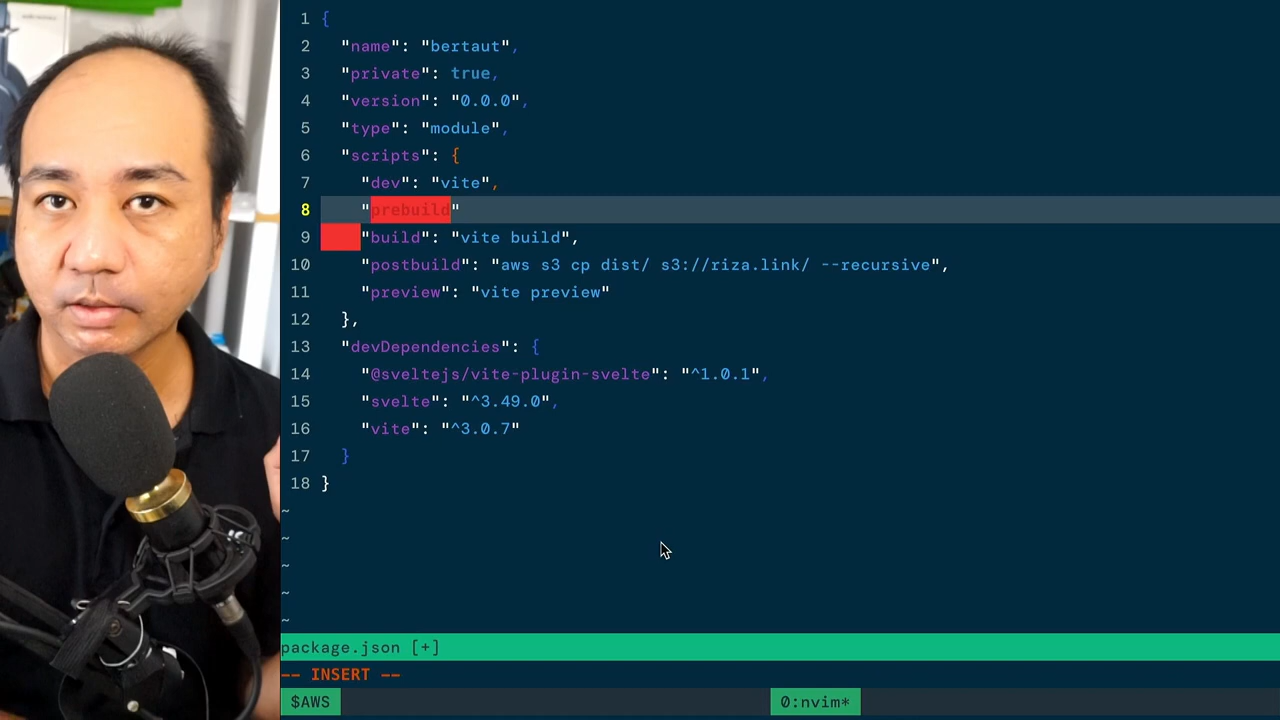 1 {
2 "name": "bertaut",
3 "private": true,
4 "version": "0.0.0",
5 "type": "module",
6 "scripts": {
7 "dev": "vite",
8 "prebuild"
9 "build": "vite build",
10 "postbuild": "aws s3 cp dist/ s3://riza.link/ --recursive",
11 "preview": "vite preview"
12 },
13 "devDependencies": {
14 "@sveltejs/vite-plugin-svelte": "^1.0.1",
15 "svelte": "^3.49.0",
16 "vite": "^3.0.7"
17 }
18 }
~
~
~
~
~
package.json [+]
-- INSERT --
$AWS 0:nvim*